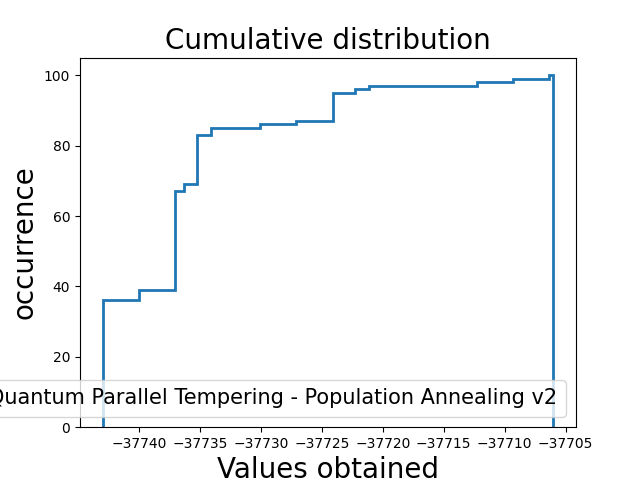 Cumulative distribution
occurrence
100
80
60
40
20
0
Quantum Parallel Tempering - Population Annealing v2
−37740 −37735 −37730 −37725 −37720 −37715 −37710 −37705
Values obtained